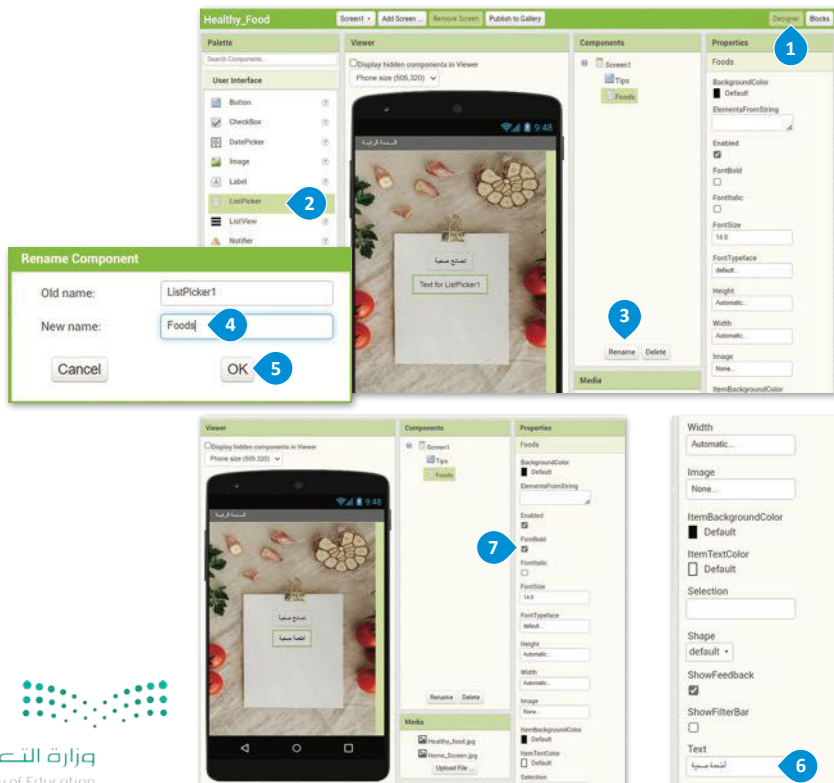 Healthy_Food
Screen1
Add Screen ...
Remove Screen
Publish to Gallery
Designer
Blocks
1
Palette
Search Components...
User Interface
Button
CheckBox
DatePicker
Image
Label
ListPicker
2
ListView
Notifier
Viewer
Display hidden components in Viewer
Phone size (505,320)
9:48
الصفحة الرئيسة
نصائح صحية
Text for ListPicker1
Components
Screen1
Tips
Foods
3
Rename
Delete
Media
Properties
Foods
BackgroundColor
Default
ElementsFromString
Enabled
FontBold
FontItalic
FontSize
14.0
FontTypeface
default...
Height
Automatic...
Width
Automatic...
Image
None...
ItemBackgroundColor
Rename Component
Old name:
ListPicker1
New name:
Foods
4
Cancel
OK
5
Viewer
Display hidden components in Viewer
Phone size (505,320)
9:48
الصفحة الرئيسة
نصائح صحية
أطعمة صحية
Components
Screen1
Tips
Foods
Rename
Delete
Media
Healthy_food.jpg
Home_Screen.jpg
Upload File ...
Properties
Foods
BackgroundColor
Default
ElementsFromString
Enabled
7
FontBold
FontItalic
FontSize
14.0
FontTypeface
default...
Height
Automatic...
Width
Automatic...
Image
None...
ItemBackgroundColor
Default
ItemTextColor
Default
Selection
Width
Automatic...
Image
None...
ItemBackgroundColor
Default
ItemTextColor
Default
Selection
Shape
default
ShowFeedback
ShowFilterBar
Text
أطعمة صحية
6
وزارة التع
y of Education